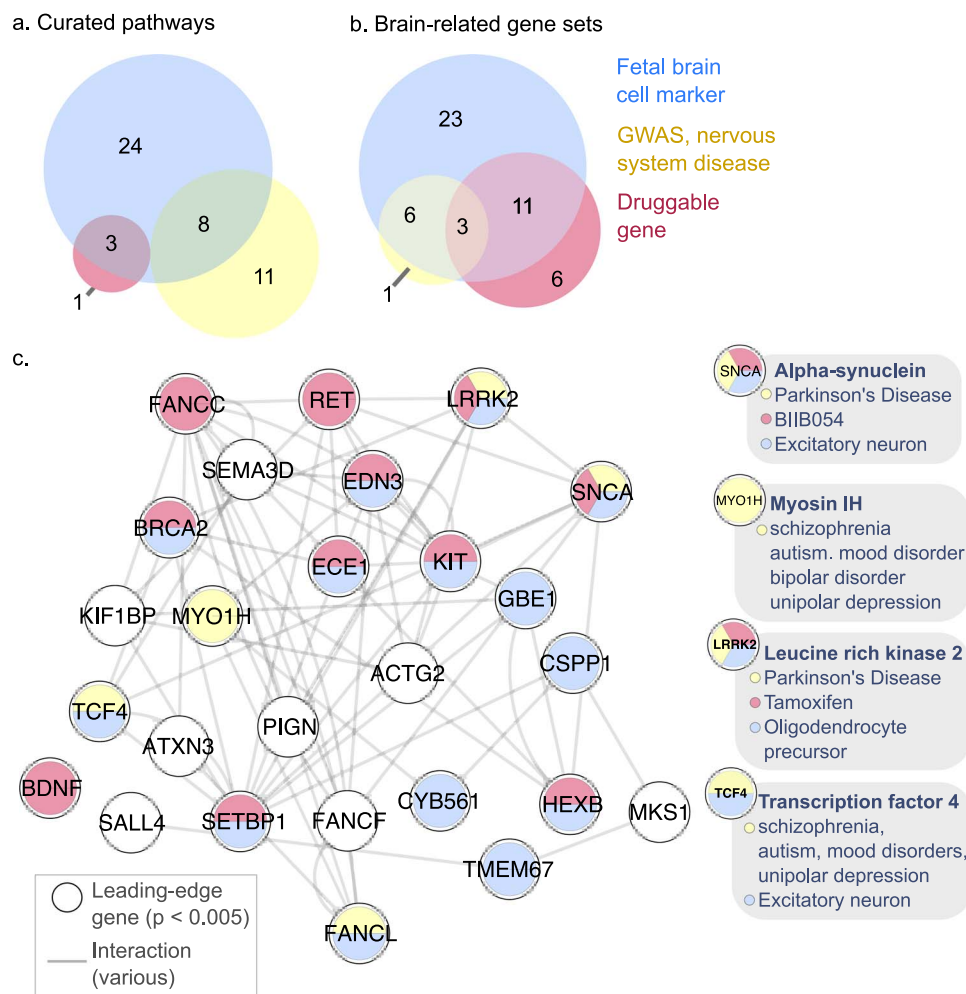 a. Curated pathways
b. Brain-related gene sets
24
3
8
11
1
23
6
3
11
6
1
Fetal brain
cell marker
GWAS, nervous
system disease
Druggable
gene
c.
FANCC
RET
LRRK2
SEMA3D
EDN3
SNCA
BRCA2
ECE1
KIT
GBE1
KIF1BP
MYO1H
ACTG2
CSPP1
TCF4
ATXN3
PIGN
BDNF
SALL4
SETBP1
FANCF
CYB561
HEXB
MKS1
TMEM67
FANCL
Leading-edge
gene (p < 0.005)
Interaction
(various)
SNCA
Alpha-synuclein
Parkinson's Disease
BIIB054
Excitatory neuron
MYO1H
Myosin IH
schizophrenia
autism. mood disorder
bipolar disorder
unipolar depression
LRRK2
Leucine rich kinase 2
Parkinson's Disease
Tamoxifen
Oligodendrocyte
precursor
TCF4
Transcription factor 4
schizophrenia,
autism, mood disorders,
unipolar depression
Excitatory neuron